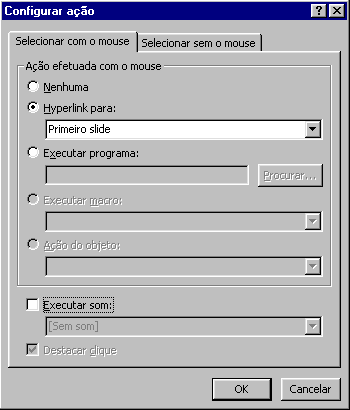 Configurar ação
Selecionar com o mouse
Selecionar sem o mouse
Ação efetuada com o mouse
Nenhuma
Hyperlink para:
Primeiro slide
Executar programa:
Procurar...
Executar macro:
Ação do objeto:
Executar som:
[Sem som]
Destacar clique
OK
Cancelar